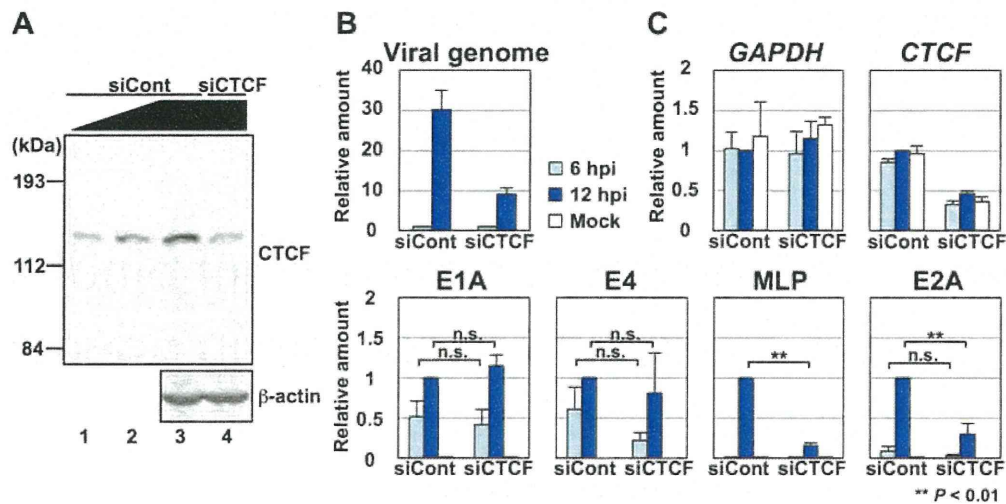 A
siCont siCTCF
(kDa)
193
112
84
CTCF
β-actin
1 2 3 4
B
Viral genome
Relative amount
40
30
20
10
0
siCont siCTCF
6 hpi
12 hpi
Mock
C
GAPDH
Relative amount
2
1.5
1
0.5
0
siCont siCTCF
CTCF
siCont siCTCF
E1A
Relative amount
2
1.5
1
0.5
0
n.s.
n.s.
siCont siCTCF
E4
n.s.
n.s.
siCont siCTCF
MLP
**
siCont siCTCF
E2A
**
n.s.
siCont siCTCF
** P < 0.01